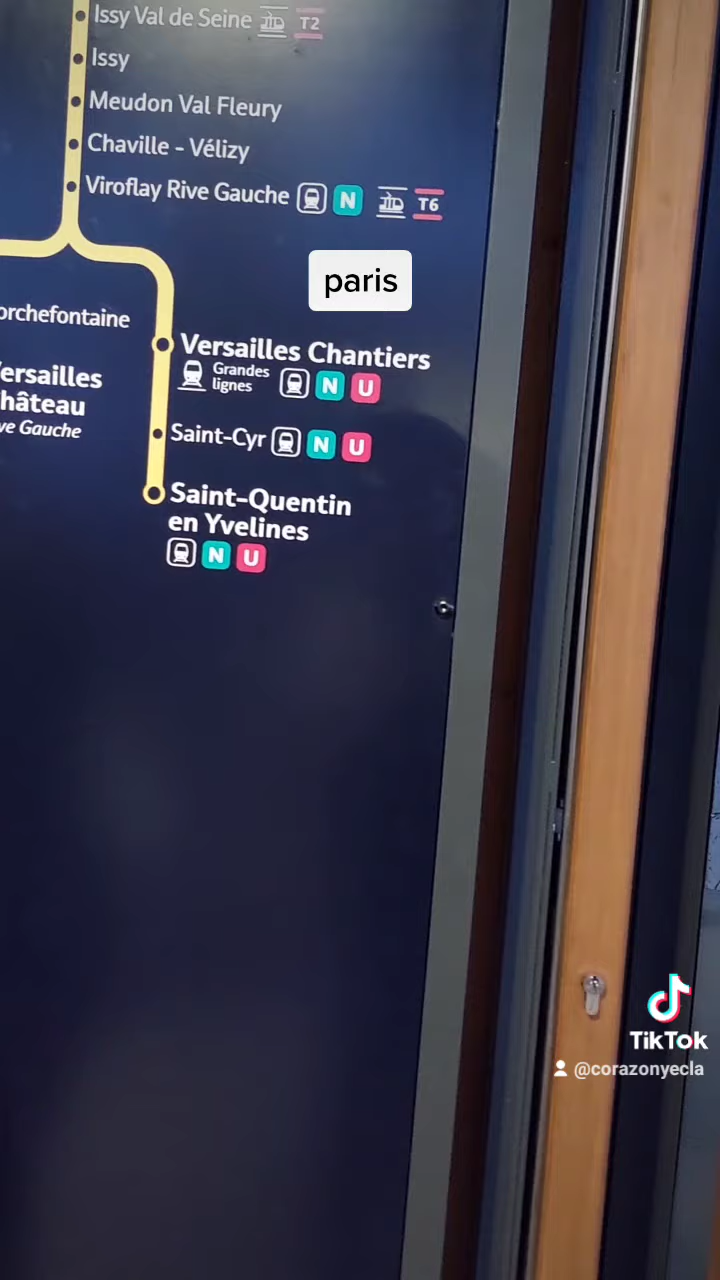 Issy Val de Seine T2
Issy
Meudon Val Fleury
Chaville - Vélizy
Viroflay Rive Gauche N T6
paris
orchefontaine
Versailles Chantiers
Grandes
lignes N U
ersailles
hâteau
ve Gauche
Saint-Cyr N U
Saint-Quentin
en Yvelines
N U
TikTok
@corazonyecla